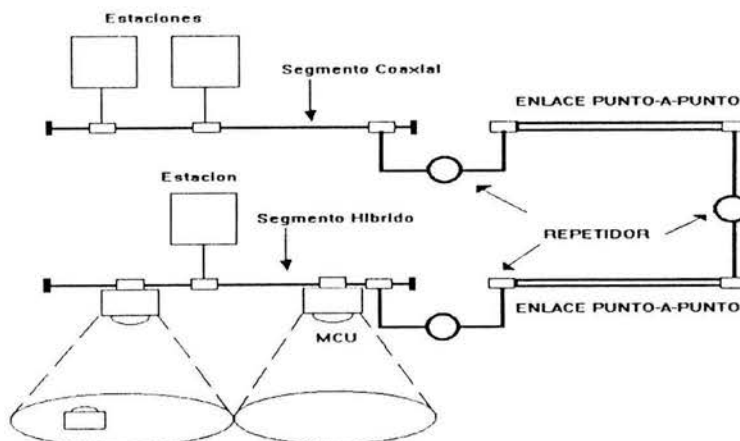 Estaciones
Segmento Coaxial
ENLACE PUNTO-A-PUNTO
Estacion
Segmento Hibrido
REPETIDOR
ENLACE PUNTO-A-PUNTO
MCU